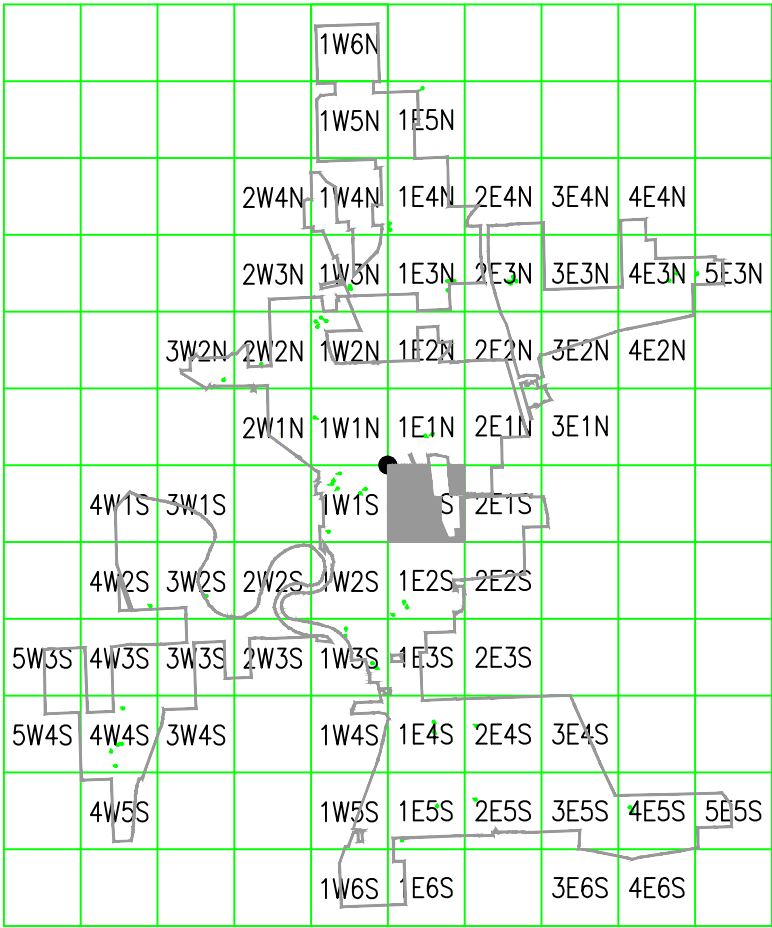 1W6N
1W5N 1E5N
2W4N 1W4N 1E4N 2E4N 3E4N 4E4N
2W3N 1W3N 1E3N 2E3N 3E3N 4E3N 5E3N
3W2N 2W2N 1W2N 1E2N 2E2N 3E2N 4E2N
2W1N 1W1N 1E1N 2E1N 3E1N
4W1S 3W1S 1W1S S 2E1S
4W2S 3W2S 2W2S 1W2S 1E2S 2E2S
5W3S 4W3S 3W3S 2W3S 1W3S 1E3S 2E3S
5W4S 4W4S 3W4S 1W4S 1E4S 2E4S 3E4S
4W5S 1W5S 1E5S 2E5S 3E5S 4E5S 5E5S
1W6S 1E6S 3E6S 4E6S